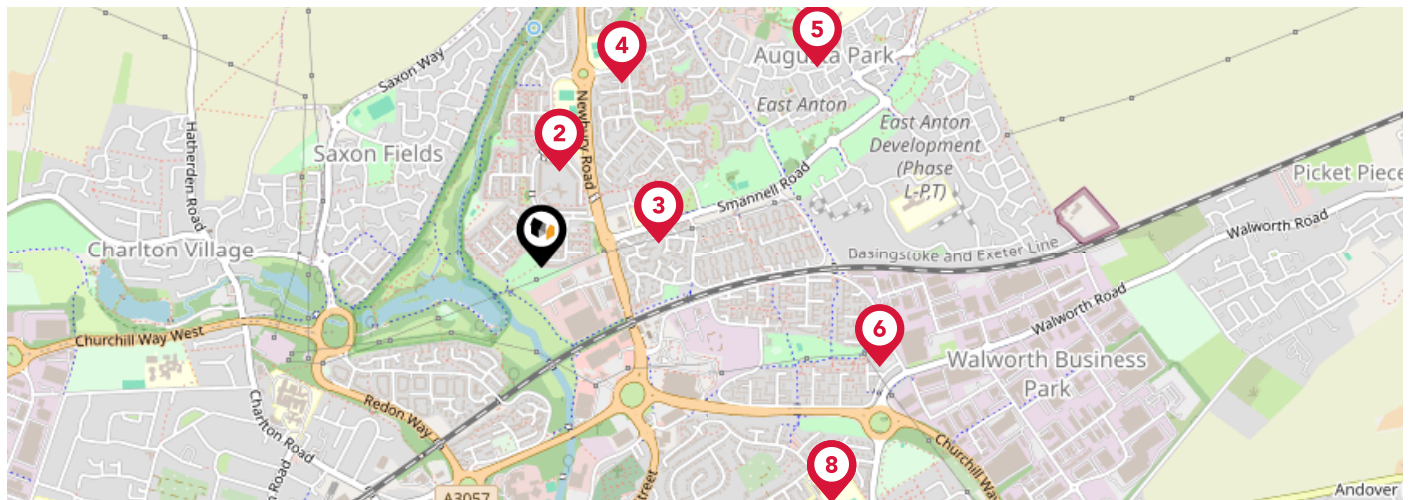 5
4
Augusta Park
Saxon Way
East Anton
Newbury Road
Hatherden Road
2
East Anton
Development
(Phase
L-P,T)
Saxon Fields
Picket Piece
Smannell Road
3
Walworth Road
Charlton Village
Basingstoke and Exeter Line
Walworth Road
6
Churchill Way West
Walworth Business
Park
Redon Way
Charlton Road
Churchill Way
8
Road
Street
A3057
Andover